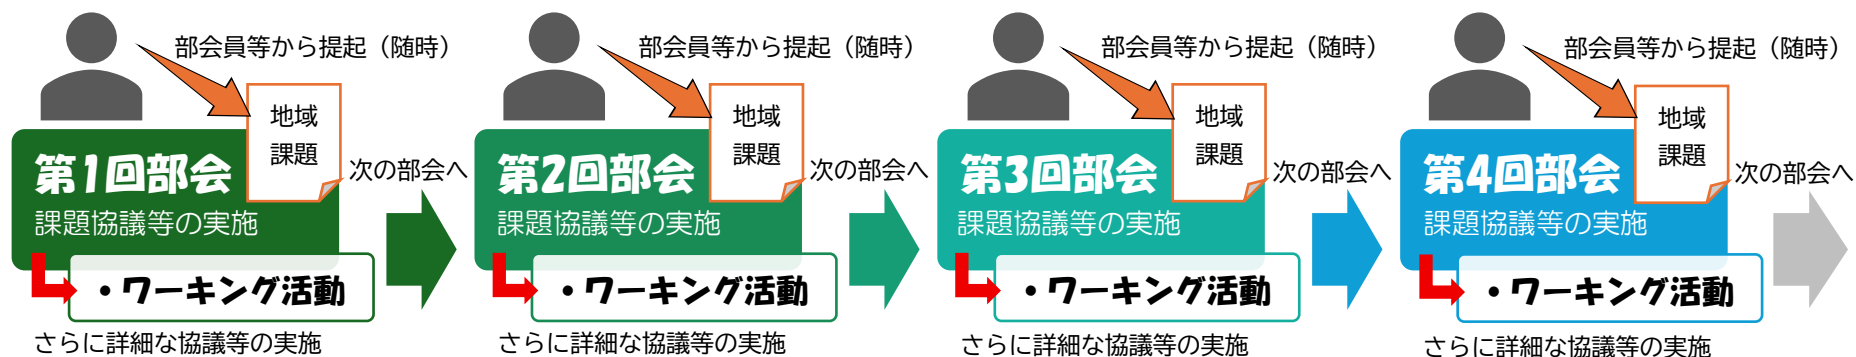 部会員等から提起（随時）
地域
課題
第1回部会
課題協議等の実施
・ワーキング活動
さらに詳細な協議等の実施
次の部会へ
部会員等から提起（随時）
地域
課題
第2回部会
課題協議等の実施
・ワーキング活動
さらに詳細な協議等の実施
次の部会へ
部会員等から提起（随時）
地域
課題
第3回部会
課題協議等の実施
・ワーキング活動
さらに詳細な協議等の実施
次の部会へ
部会員等から提起（随時）
地域
課題
第4回部会
課題協議等の実施
・ワーキング活動
さらに詳細な協議等の実施
次の部会へ